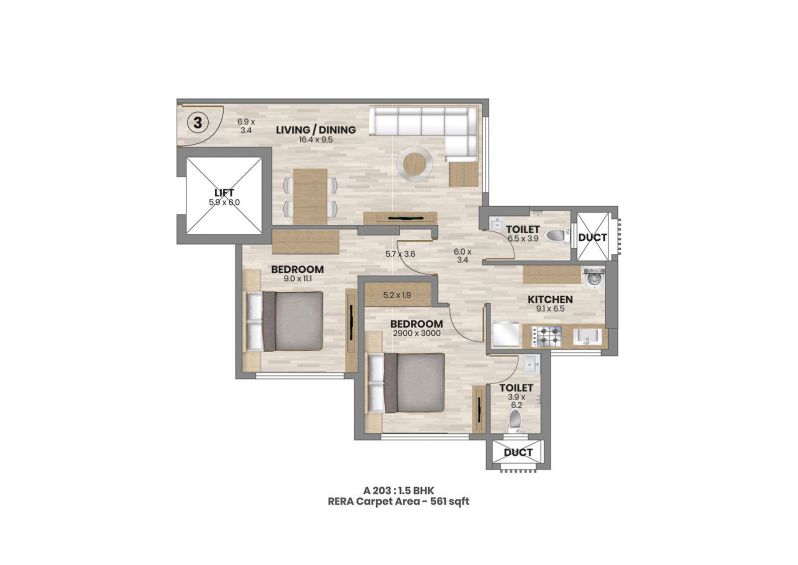 3
6.9 x
3.4
LIVING / DINING
16.4 x 9.5
LIFT
5.9 x 6.0
TOILET
6.5 x 3.9
DUCT
BEDROOM
9.0 x 11.1
5.7 x 3.6
6.0 x
3.4
5.2 x 1.9
KITCHEN
9.1 x 6.5
BEDROOM
2900 x 3000
TOILET
3.9 x
6.2
DUCT
A 203 : 1.5 BHK
RERA Carpet Area - 561 sqft